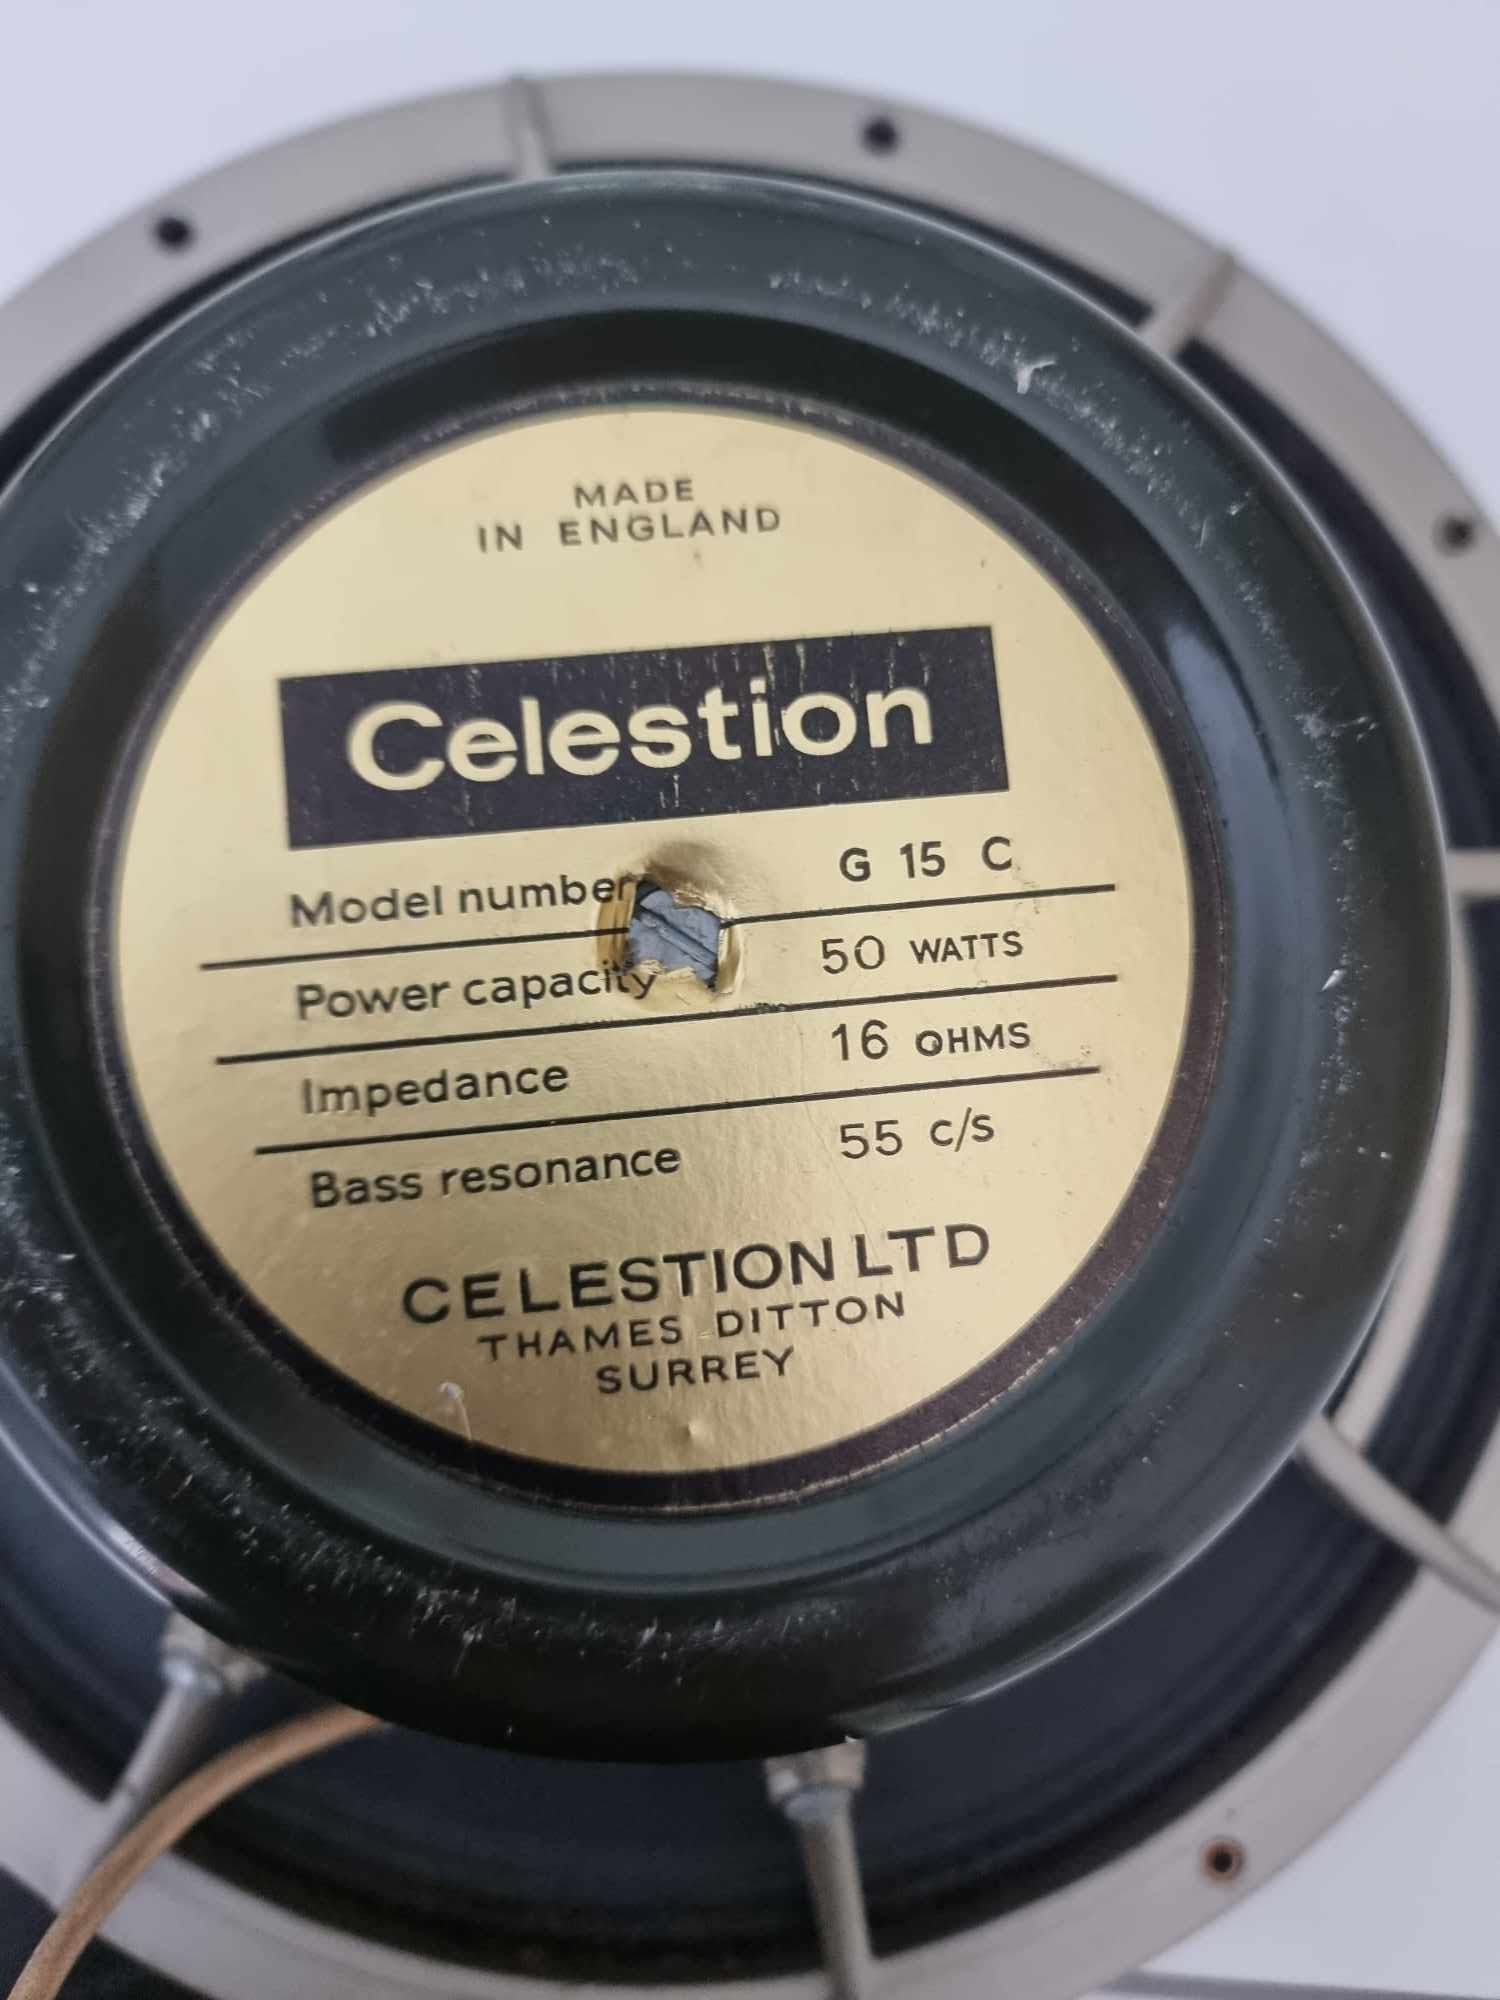 MADE
IN ENGLAND
Celestion
Model number G 15 C
Power capacity 50 WATTS
Impedance 16 OHMS
Bass resonance 55 c/s
CELESTION LTD
THAMES DITTON
SURREY